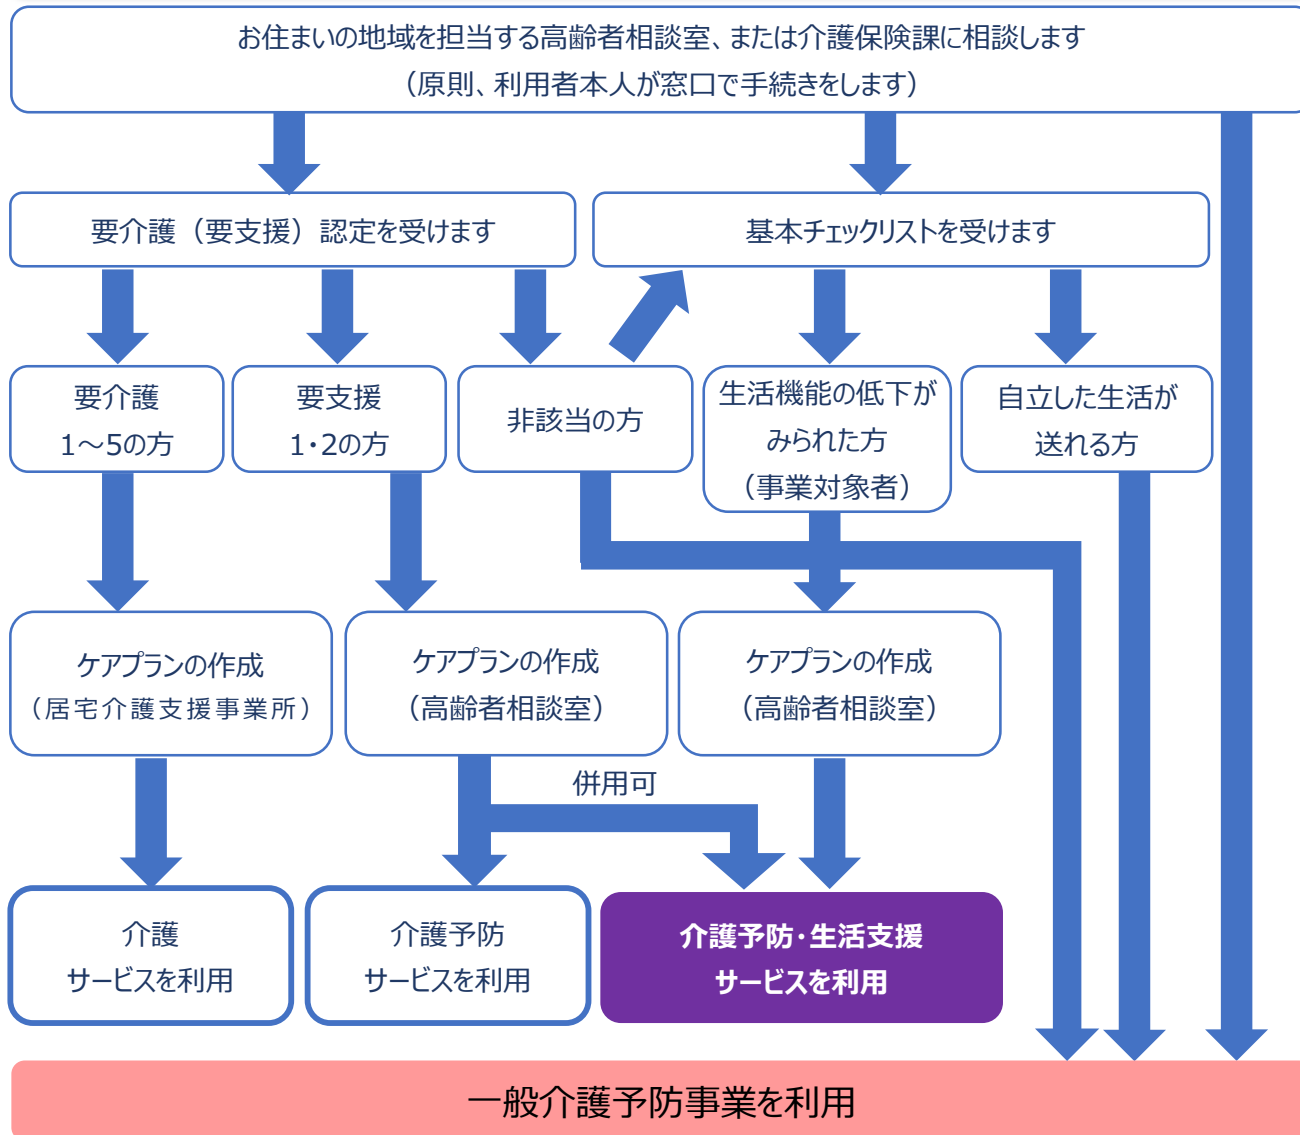 お住まいの地域を担当する高齢者相談室、または介護保険課に相談します
（原則、利用者本人が窓口で手続きをします）
要介護（要支援）認定を受けます
基本チェックリストを受けます
要介護
1～5の方
要支援
1・2の方
非該当の方
生活機能の低下が
みられた方
（事業対象者）
自立した生活が
送れる方
ケアプランの作成
（居宅介護支援事業所）
ケアプランの作成
（高齢者相談室）
ケアプランの作成
（高齢者相談室）
併用可
介護
サービスを利用
介護予防
サービスを利用
介護予防・生活支援
サービスを利用
一般介護予防事業を利用